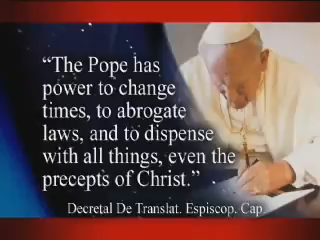 “The Pope has
power to change
times, to abrogate
laws, and to dispense
with all things, even the
precepts of Christ.”
Decretal De Translat. Espiscop. Cap